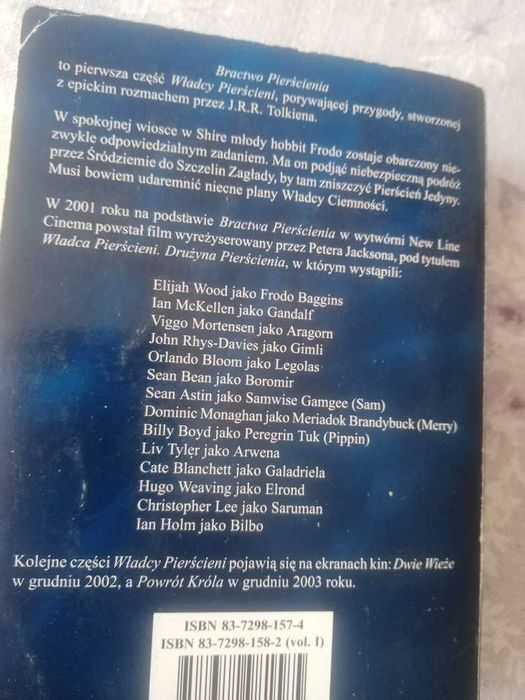 Bractwo Pierścienia
to pierwsza część Władcy Pierścieni, porywającej przygody, stworzonej
z epickim rozmachem przez J.R.R. Tolkiena.
W spokojnej wiosce w Shire młody hobbit Frodo zostaje obarczony nie-
zwykle odpowiedzialnym zadaniem. Ma on podjąć niebezpieczną podróż
przez Śródziemie do Szczelin Zagłady, by tam zniszczyć Pierścień Jedyny.
Musi bowiem udaremnić niecne plany Władcy Ciemności.
W 2001 roku na podstawie Bractwa Pierścienia w wytwórni New Line
Cinema powstał film wyreżyserowany przez Petera Jacksona, pod tytułem
Władca Pierścieni. Drużyna Pierścienia, w którym wystąpili:
Elijah Wood jako Frodo Baggins
Ian McKellen jako Gandalf
Viggo Mortensen jako Aragorn
John Rhys-Davies jako Gimli
Orlando Bloom jako Legolas
Sean Bean jako Boromir
Sean Astin jako Samwise Gamgee (Sam)
Dominic Monaghan jako Meriadok Brandybuck (Merry)
Billy Boyd jako Peregrin Tuk (Pippin)
Liv Tyler jako Arwena
Cate Blanchett jako Galadriela
Hugo Weaving jako Elrond
Christopher Lee jako Saruman
Ian Holm jako Bilbo
Kolejne części Władcy Pierścieni pojawią się na ekranach kin: Dwie Wieże
w grudniu 2002, a Powrót Króla w grudniu 2003 roku.
ISBN 83-7298-157-4
ISBN 83-7298-158-2 (vol. I)